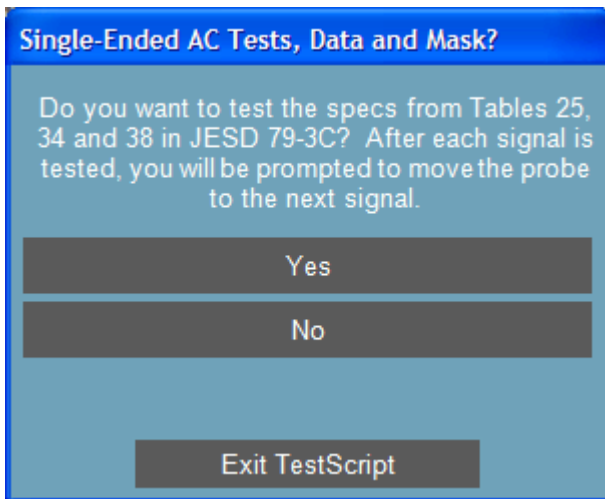 Single-Ended AC Tests, Data and Mask?
Do you want to test the specs from Tables 25,
34 and 38 in JESD 79-3C? After each signal is
tested, you will be prompted to move the probe
to the next signal.
Yes
No
Exit TestScript